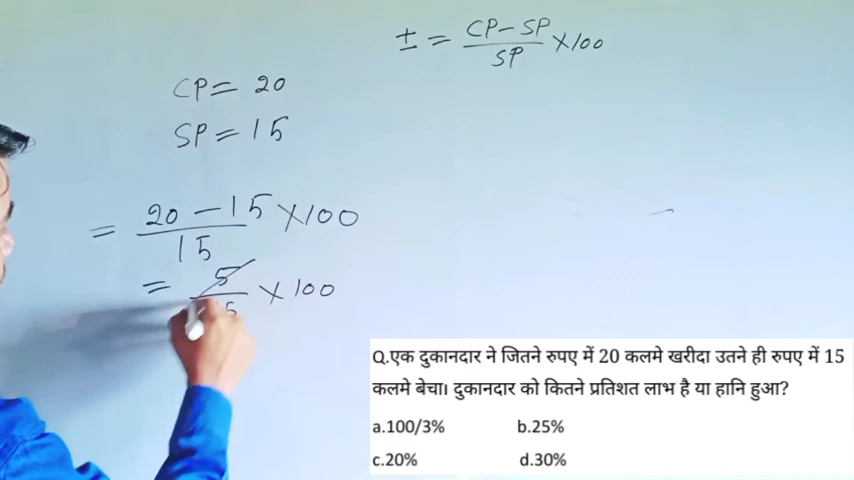 ± = CP-SP/SP ×100
CP= 20
SP= 15
= 20-15/15 ×100
= 5/15 ×100
Q.एक दुकानदार ने जितने रुपए में 20 कलमे खरीदा उतने ही रुपए में 15
कलमे बेचा। दुकानदार को कितने प्रतिशत लाभ है या हानि हुआ?
a.100/3% b.25%
c.20% d.30%